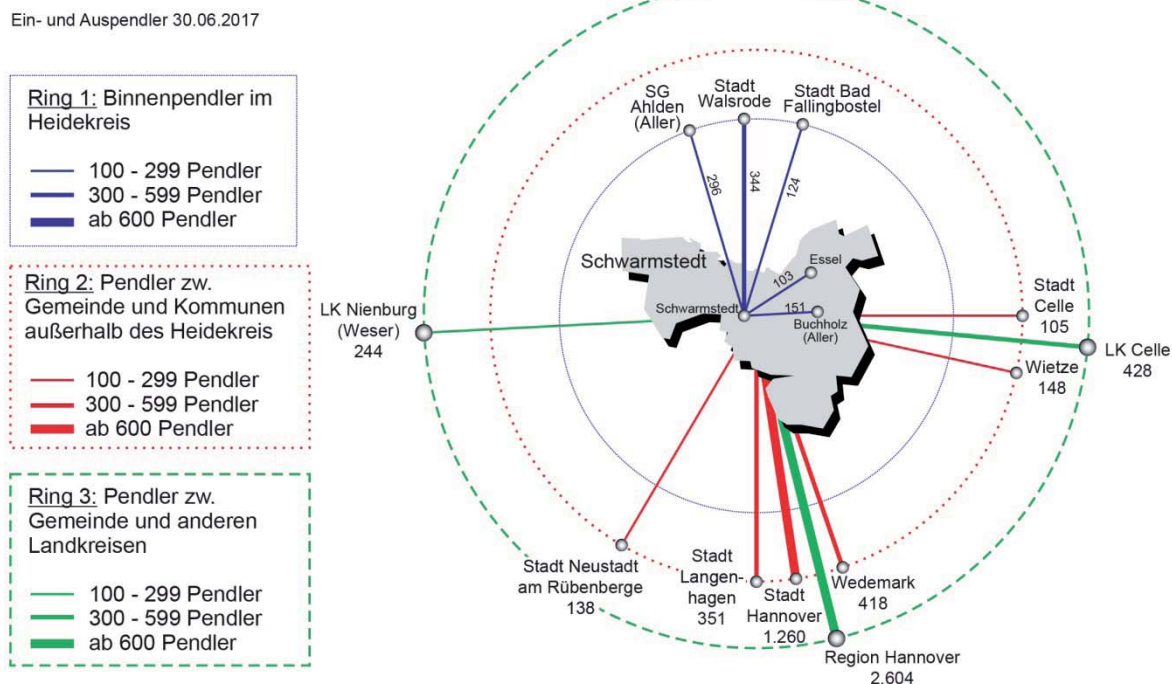 Ein- und Auspendler 30.06.2017
Ring 1: Binnenpendler im
Heidekreis
100 - 299 Pendler
300 - 599 Pendler
ab 600 Pendler
Ring 2: Pendler zw.
Gemeinde und Kommunen
außerhalb des Heidekreis
100 - 299 Pendler
300 - 599 Pendler
ab 600 Pendler
Ring 3: Pendler zw.
Gemeinde und anderen
Landkreisen
100 - 299 Pendler
300 - 599 Pendler
ab 600 Pendler
SG
Ahlden
(Aller)
Stadt
Walsrode
Stadt Bad
Fallingbostel
296
344
124
Schwarmstedt
Essel
103
Schwarmstedt
151
Buchholz
(Aller)
LK Nienburg
(Weser)
244
Stadt
Celle
105
LK Celle
428
Wietze
148
Stadt Neustadt
am Rübenberge
138
Stadt
Langen-
hagen
351
Stadt
Hannover
1.260
Wedemark
418
Region Hannover
2.604